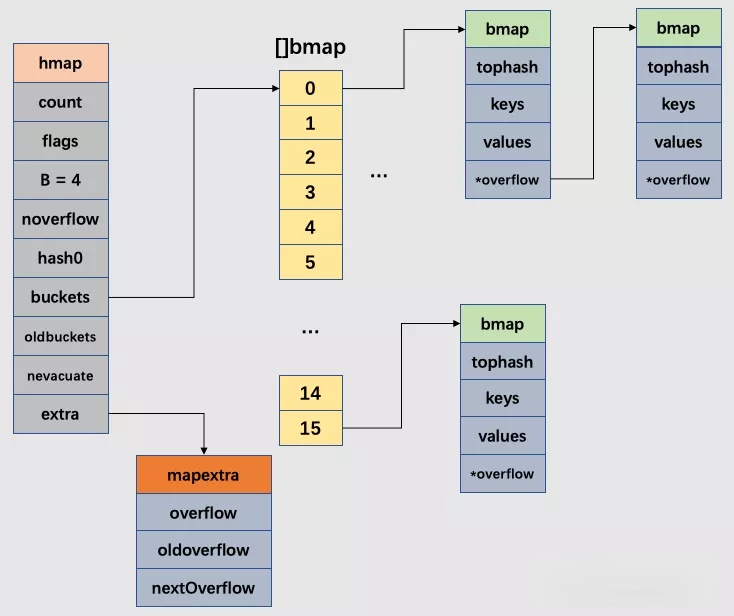 hmap
count
flags
B = 4
noverflow
hash0
buckets
oldbuckets
nevacuate
extra
[]bmap
0
1
2
3
4
5
...
...
14
15
bmap
tophash
keys
values
*overflow
bmap
tophash
keys
values
*overflow
bmap
tophash
keys
values
*overflow
mapextra
overflow
oldoverflow
nextOverflow